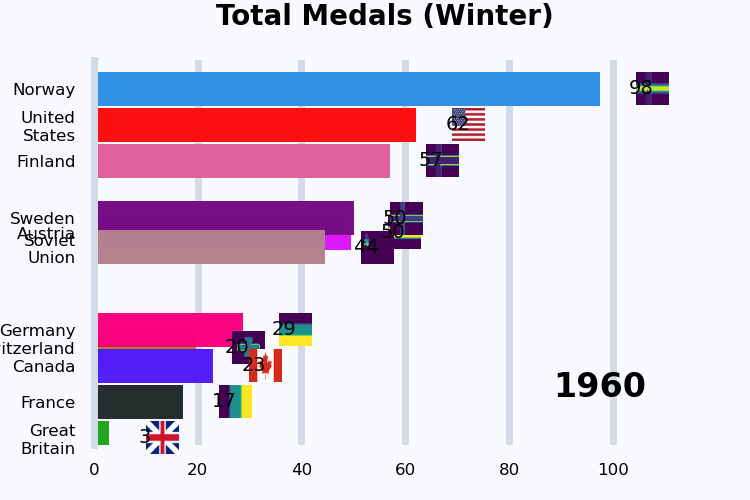 Total Medals (Winter)
Norway
98
United
States
62
Finland
57
Sweden
50
Austria
50
Soviet
Union
44
Germany
29
itzerland
20
Canada
23
France
17
Great
Britain
3
1960
0 20 40 60 80 100